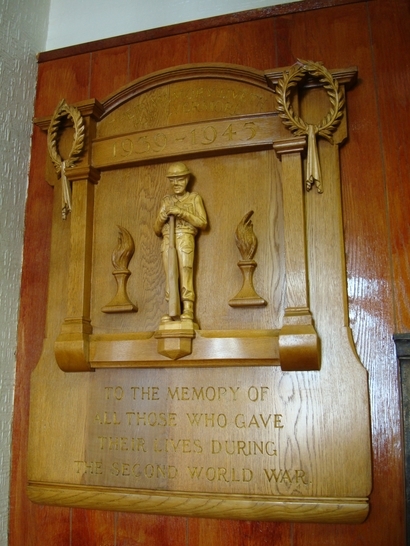 1939-1945
TO THE MEMORY OF
ALL THOSE WHO GAVE
THEIR LIVES DURING
THE SECOND WORLD WAR